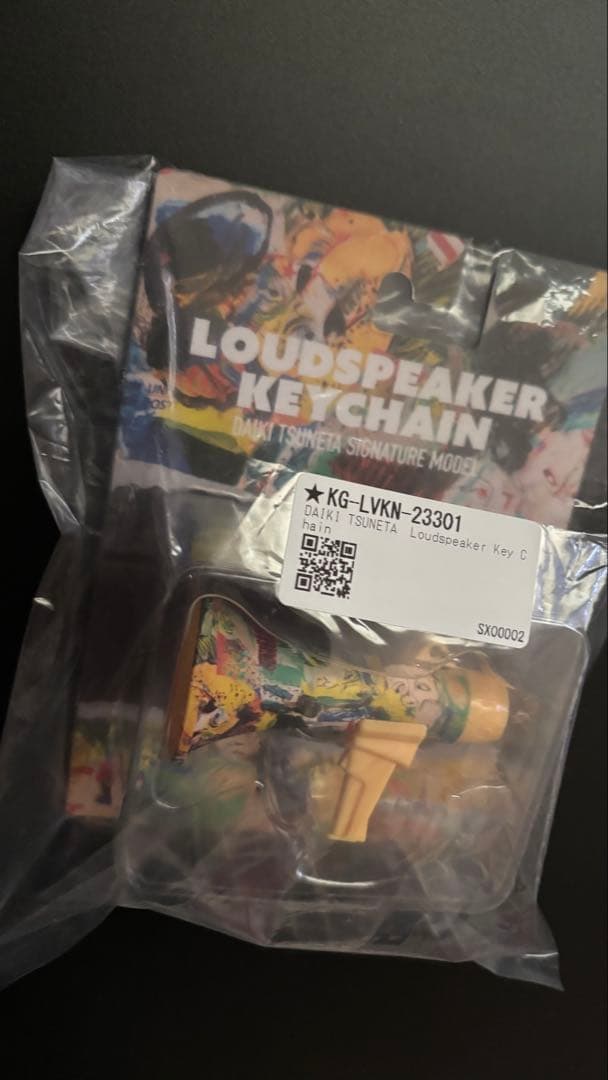 LOUDSPEAKER
KEYCHAIN
DAIKI TSUNETA SIGNATURE MODEL
★KG-LVKN-23301
DAIKI TSUNETA Loudspeaker Key C
hain
SX00002